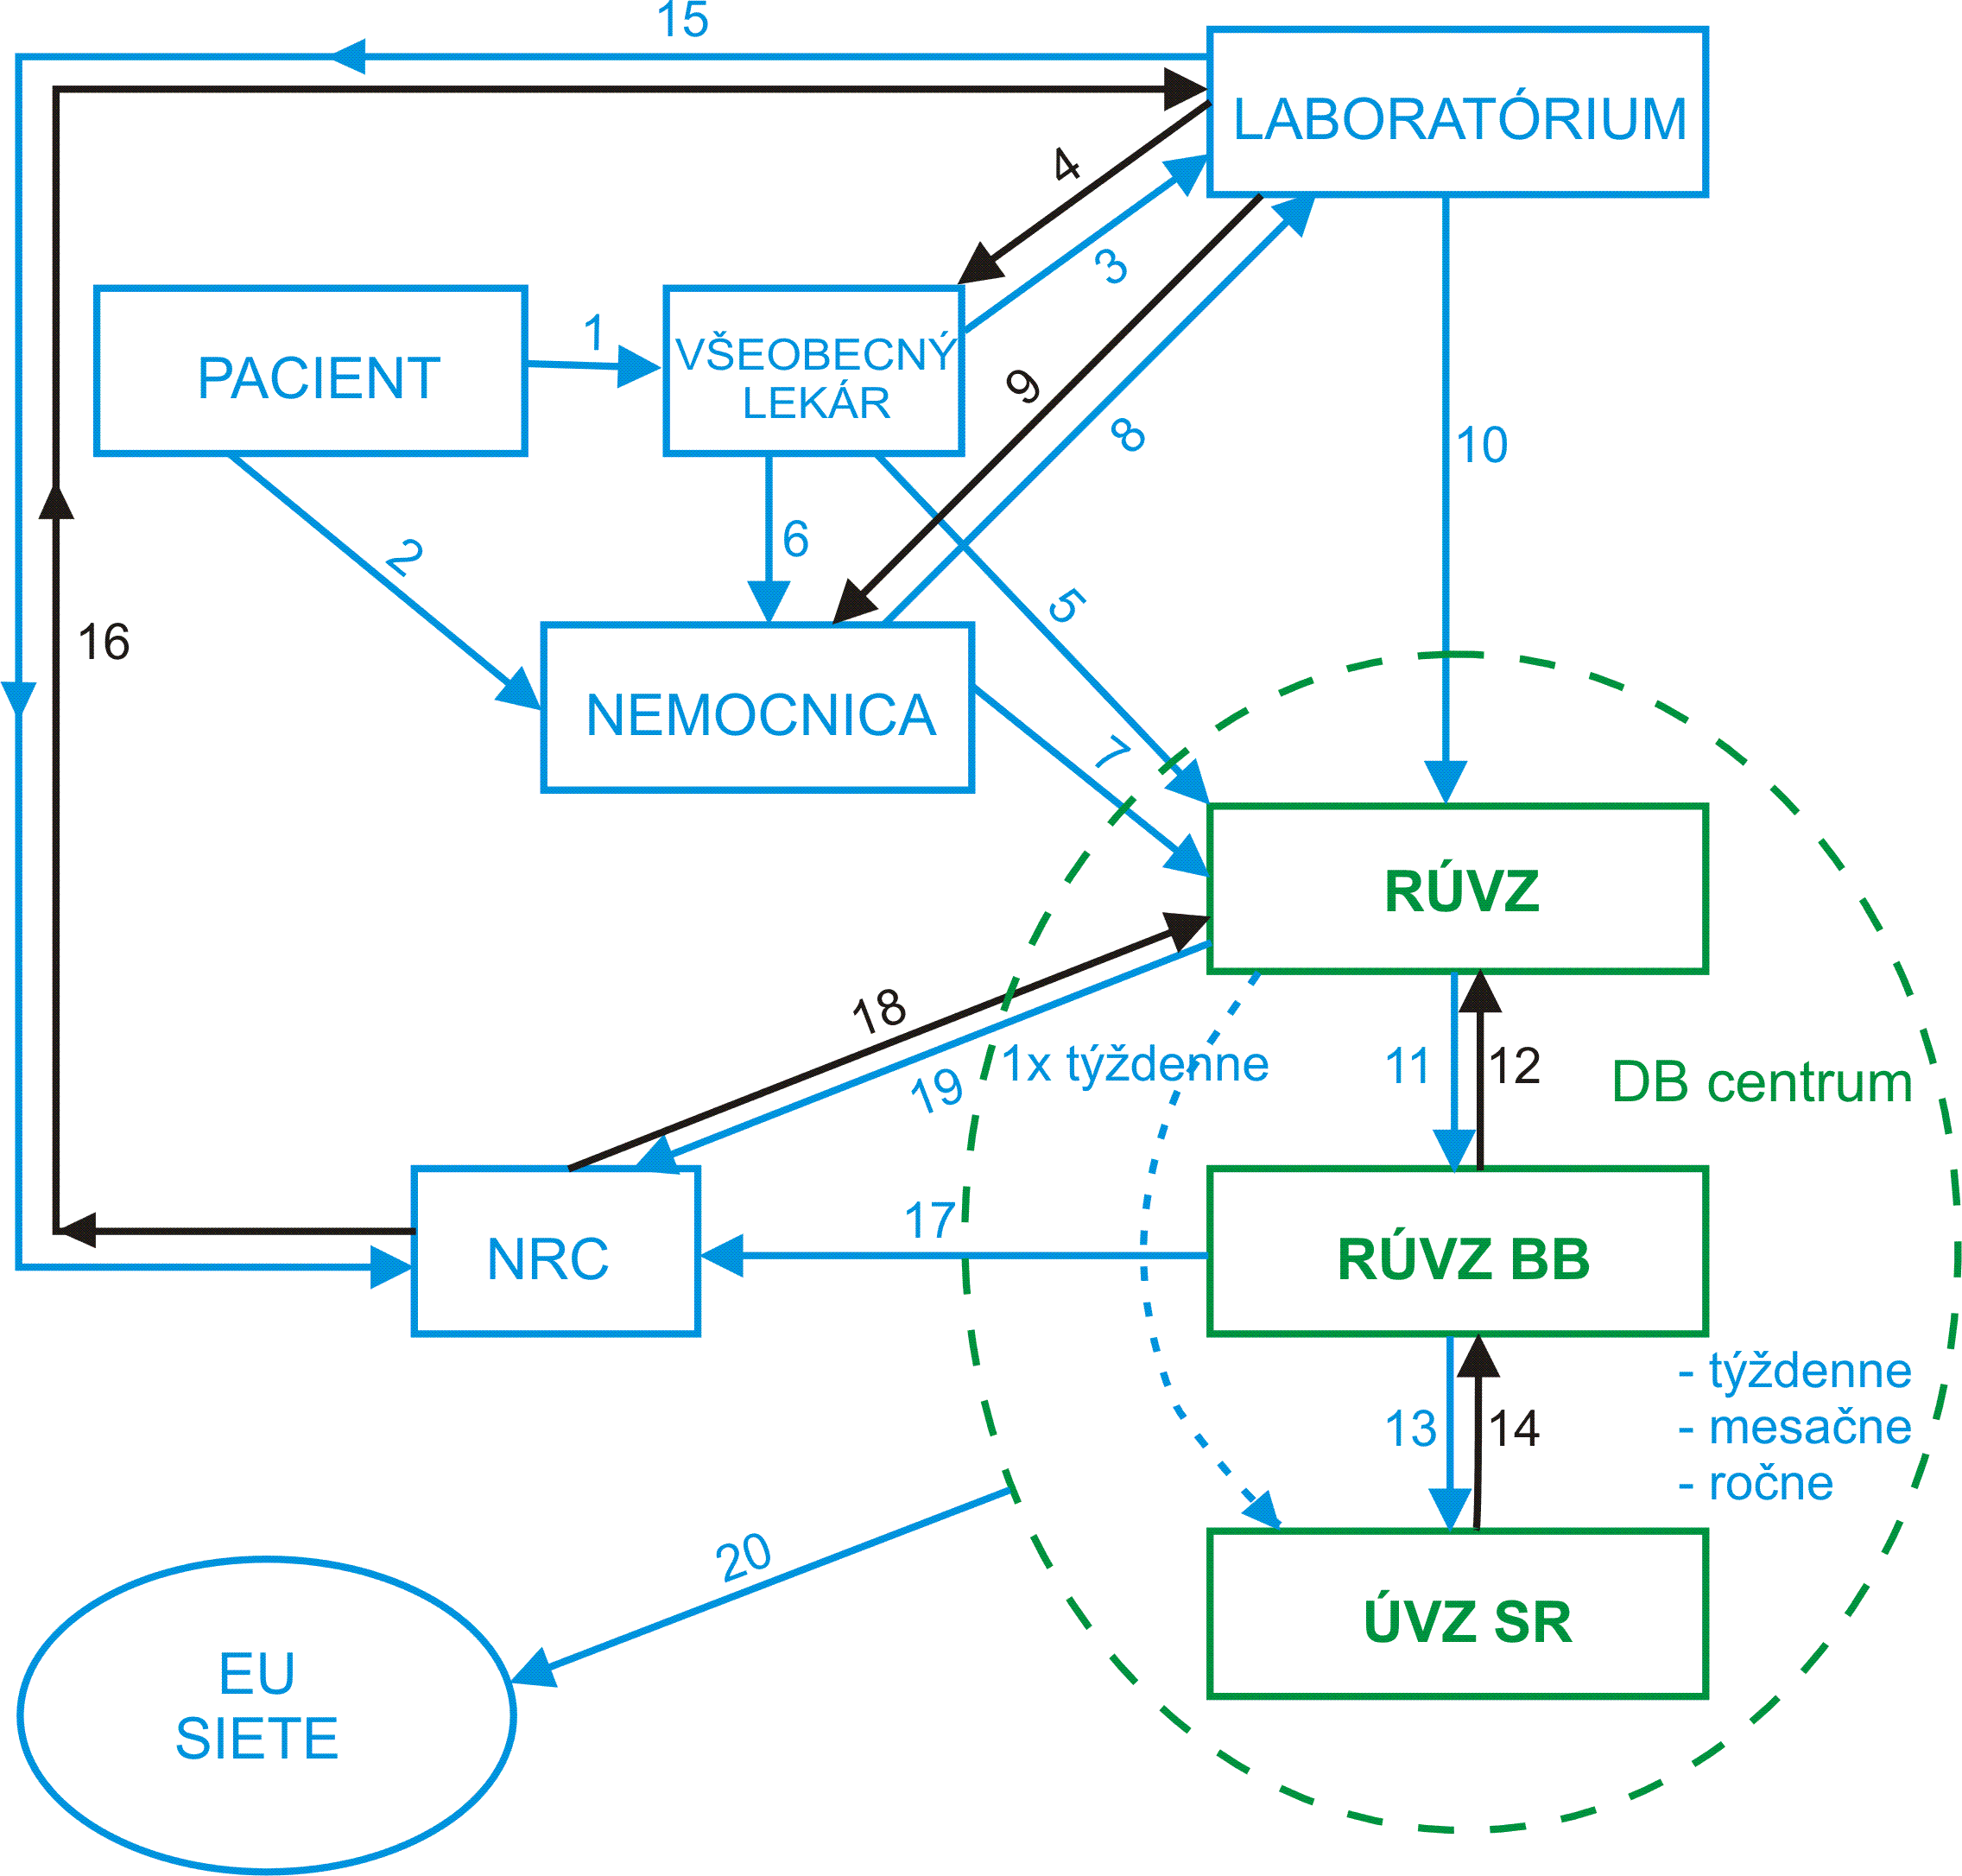 15
LABORATÓRIUM
4
3
PACIENT
1
VŠEOBECNÝ
LEKÁR
9
8
10
2
6
5
16
NEMOCNICA
7
RÚVZ
18
19
1x týždenne
11
12
DB centrum
17
NRC
RÚVZ BB
13
14
- týždenne
- mesačne
- ročne
20
ÚVZ SR
EU
SIETE